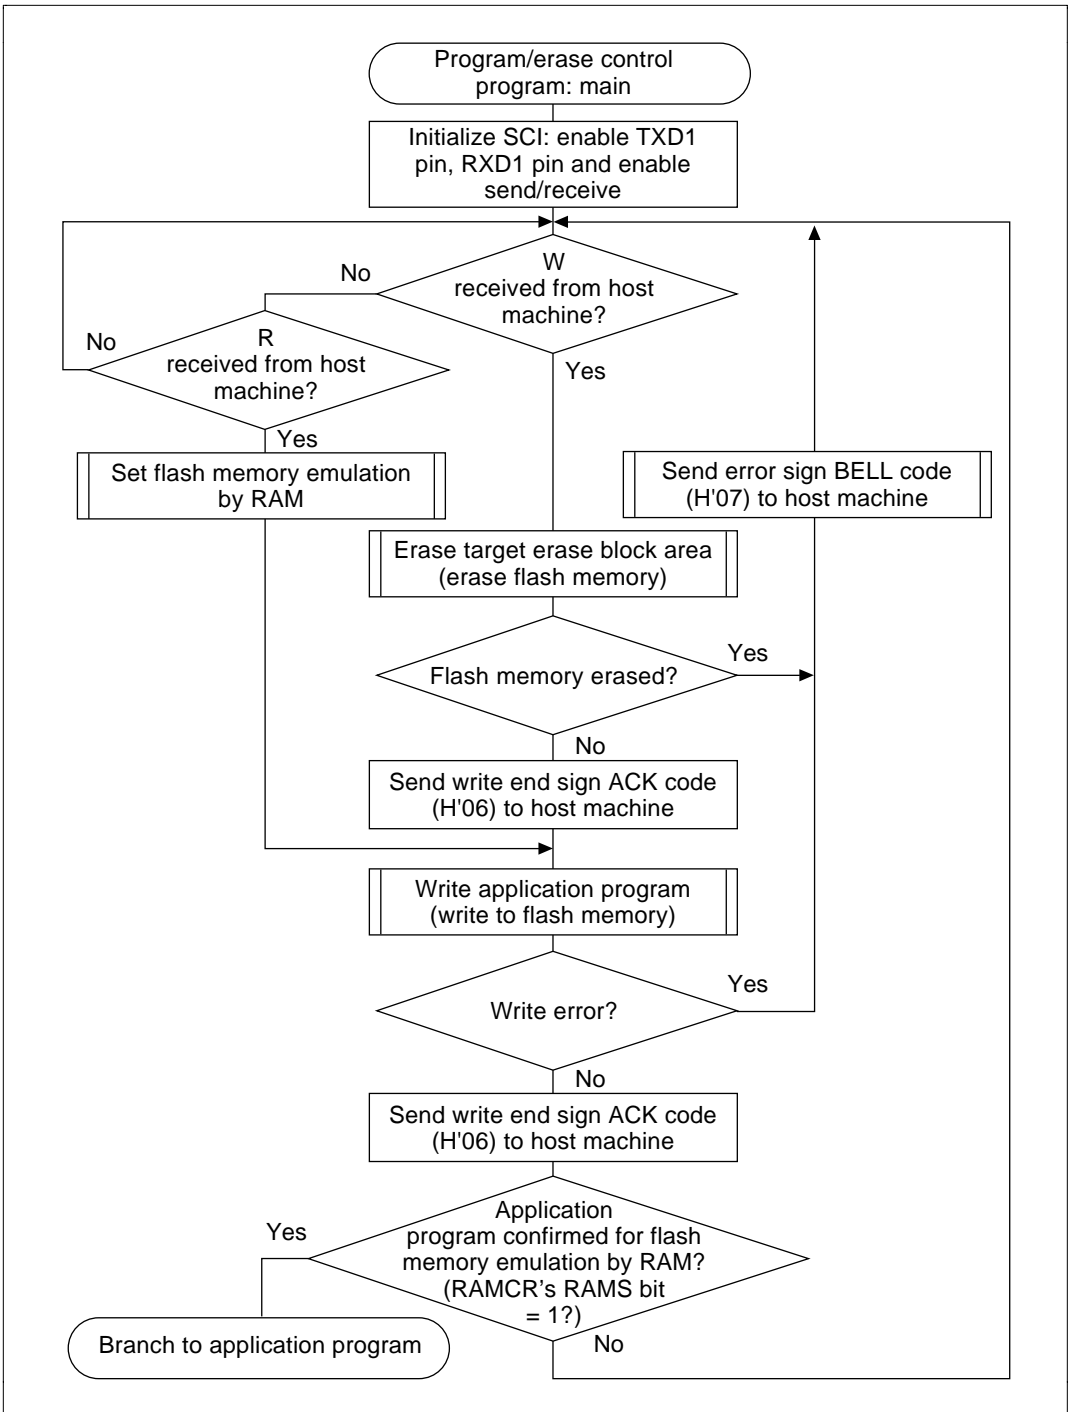 Program/erase control
program: main
Initialize SCI: enable TXD1
pin, RXD1 pin and enable
send/receive
W
received from host
machine?
No
Yes
R
received from host
machine?
No
Yes
Set flash memory emulation
by RAM
Send error sign BELL code
(H'07) to host machine
Erase target erase block area
(erase flash memory)
Flash memory erased?
Yes
No
Send write end sign ACK code
(H'06) to host machine
Write application program
(write to flash memory)
Write error?
Yes
No
Send write end sign ACK code
(H'06) to host machine
Application
program confirmed for flash
memory emulation by RAM?
(RAMCR's RAMS bit
= 1?)
Yes
No
Branch to application program